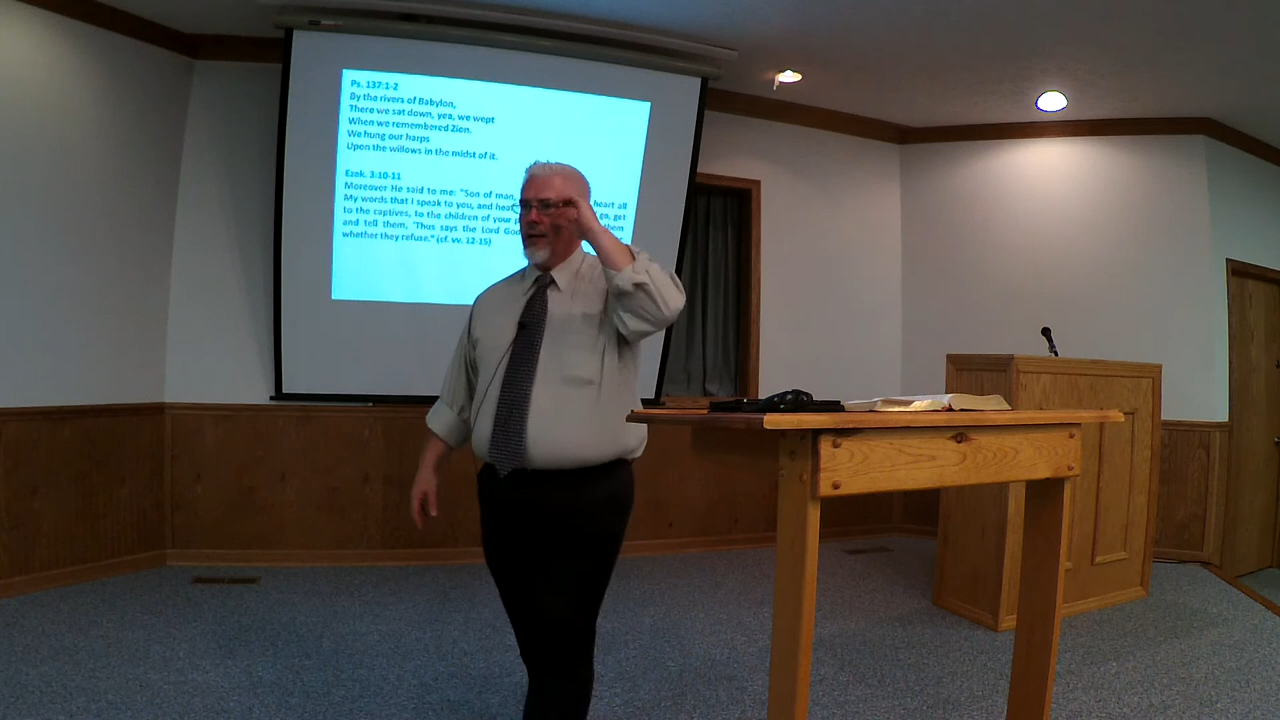 Ps. 137:1-2
By the rivers of Babylon,
There we sat down, yea, we wept
When we remembered Zion.
We hung our harps
Upon the willows in the midst of it.
Ezek. 3:10-11
Moreover He said to me: "Son of man, heart all
My words that I speak to you, and hear go, get
to the captives, to the children of your them
and tell them, 'Thus says the Lord God
whether they refuse." (cf. vv. 12-15)